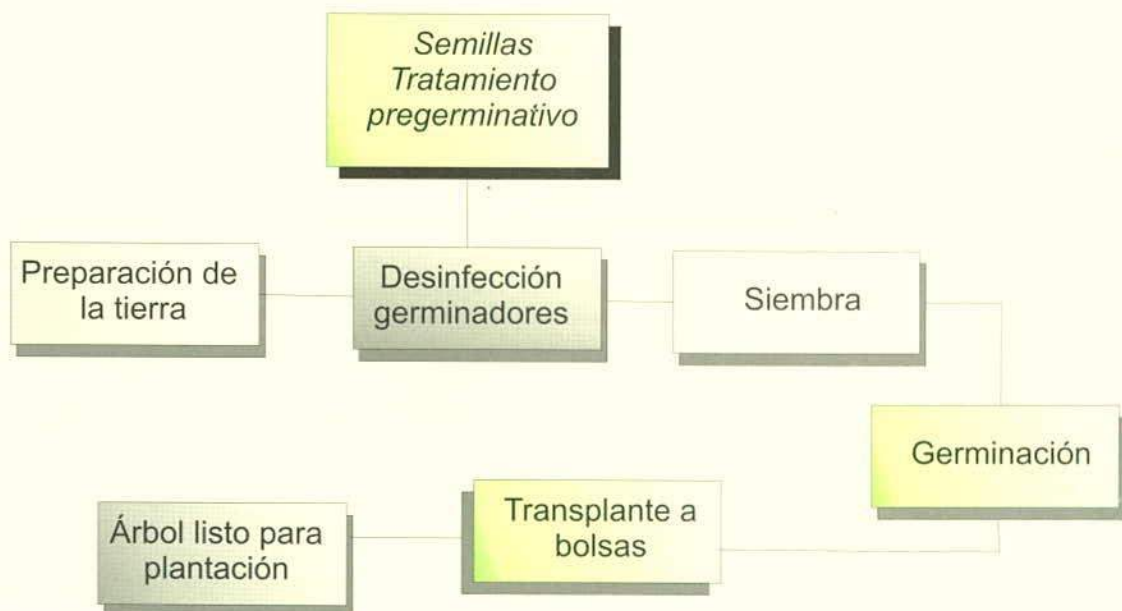 Semillas
Tratamiento
pregerminativo
Preparación de
la tierra
Desinfección
germinadores
Siembra
Germinación
Transplante a
bolsas
Árbol listo para
plantación